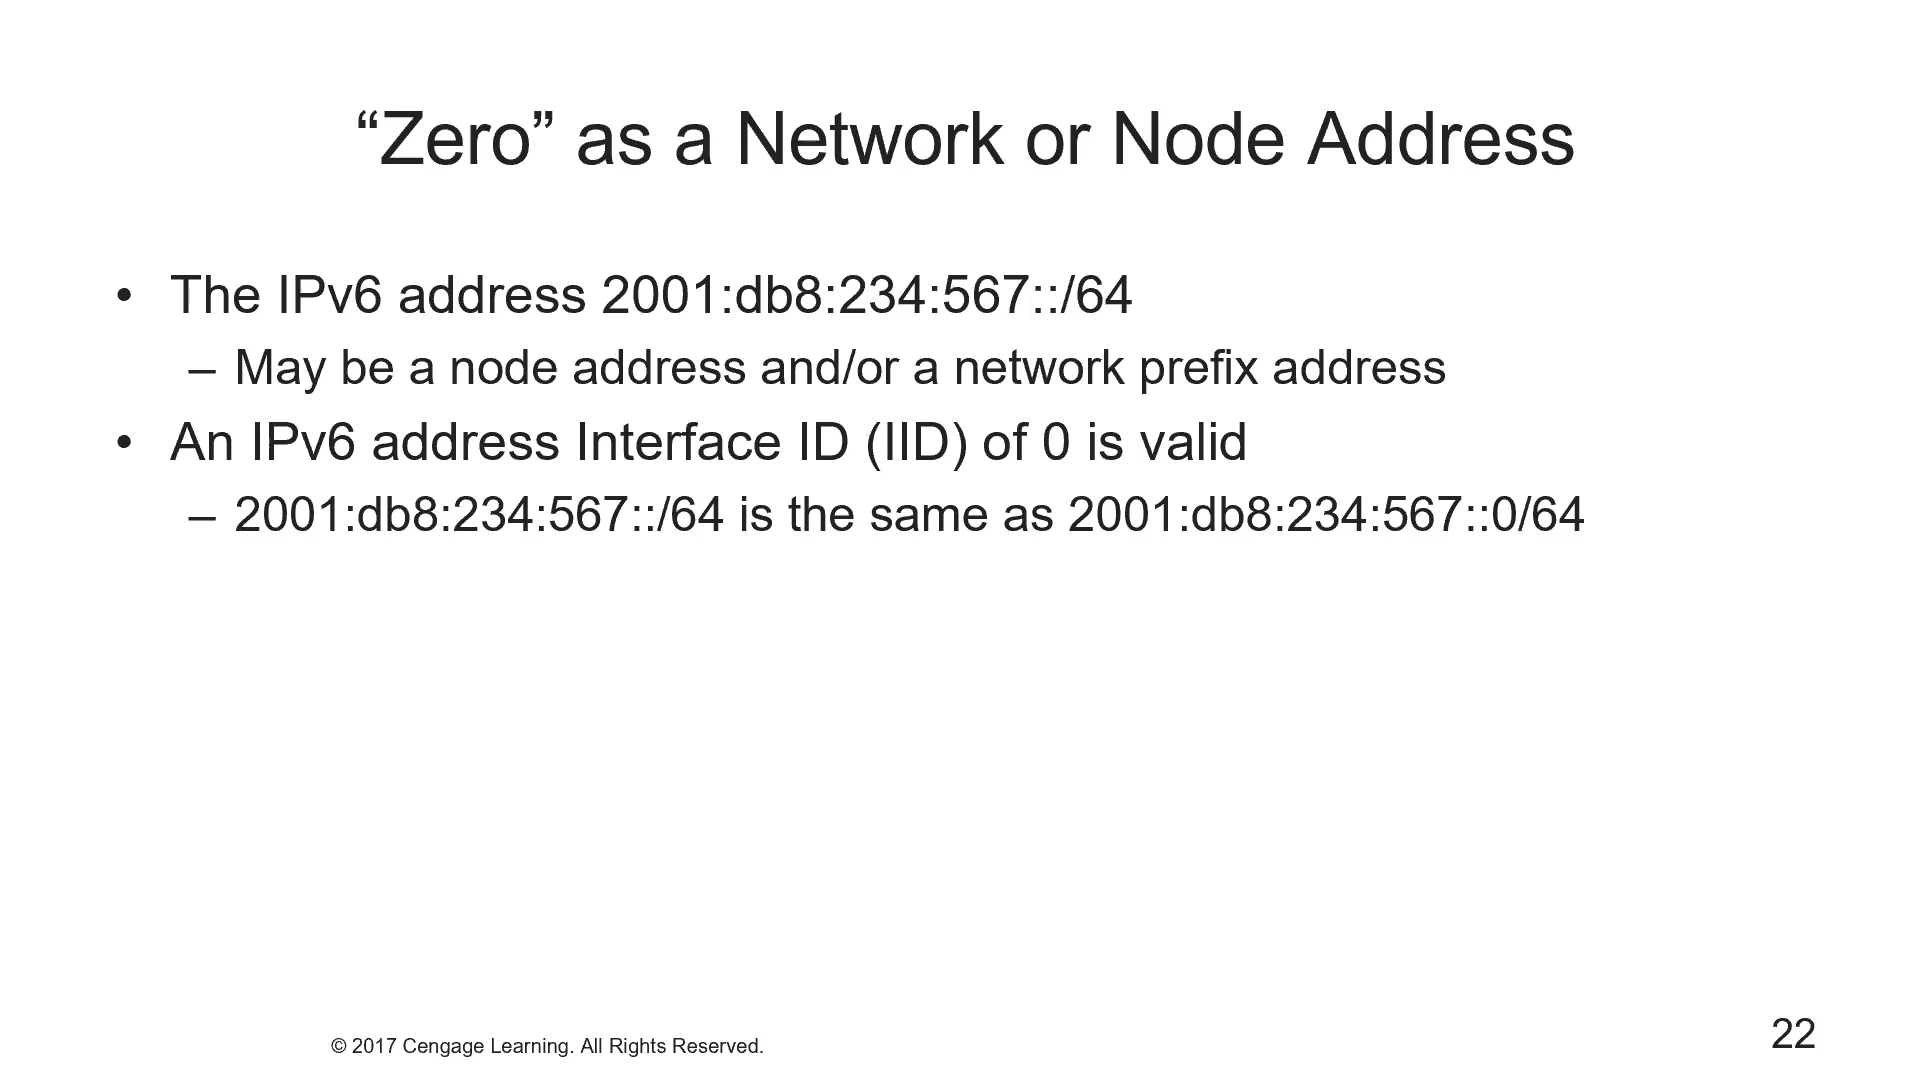 “Zero” as a Network or Node Address
• The IPv6 address 2001:db8:234:567::/64
– May be a node address and/or a network prefix address
• An IPv6 address Interface ID (IID) of 0 is valid
– 2001:db8:234:567::/64 is the same as 2001:db8:234:567::0/64
© 2017 Cengage Learning. All Rights Reserved.
22